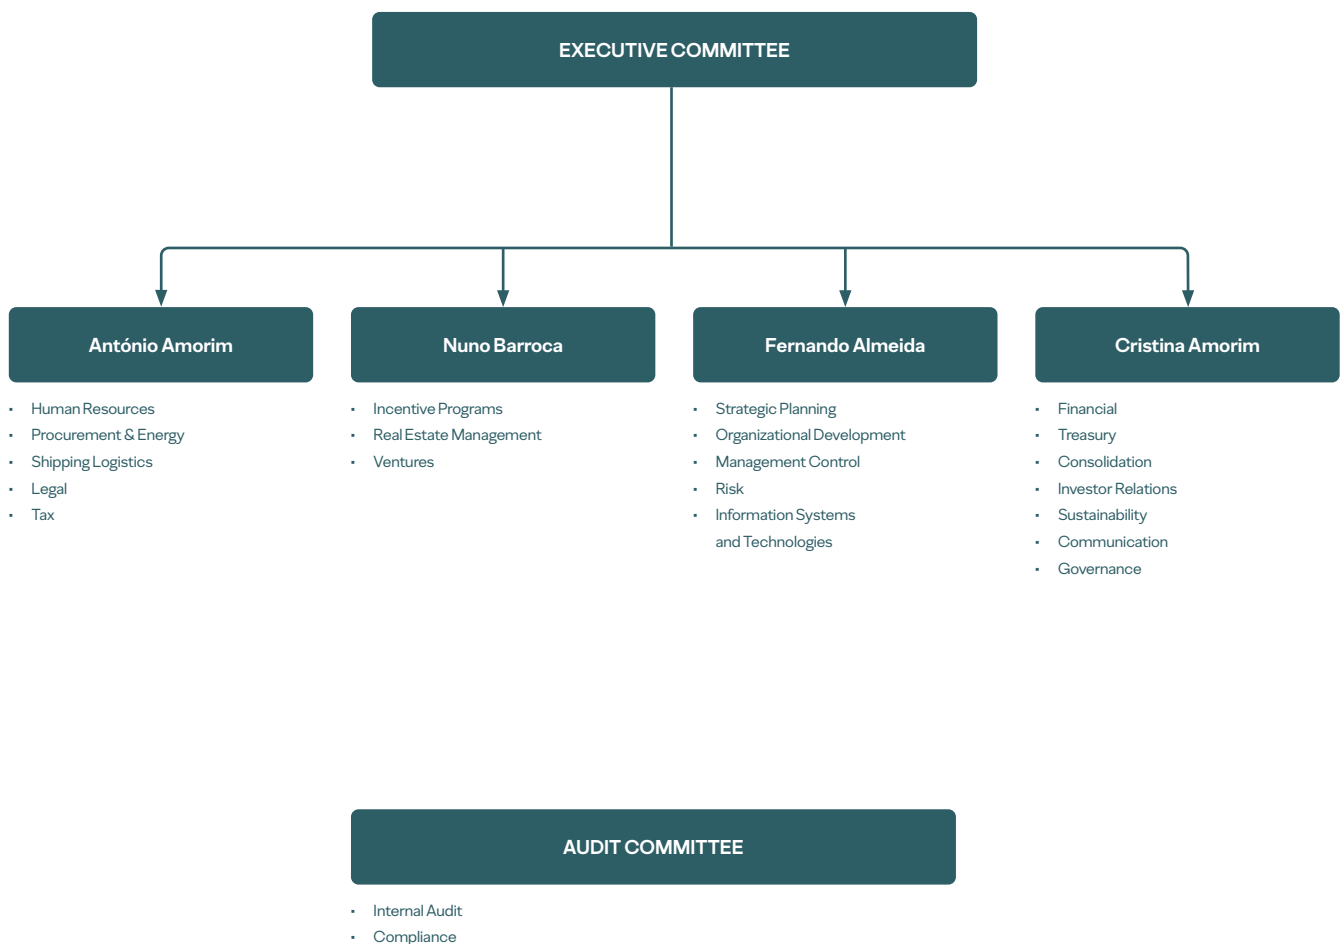 EXECUTIVE COMMITTEE
António Amorim
• Human Resources
• Procurement & Energy
• Shipping Logistics
• Legal
• Tax
Nuno Barroca
• Incentive Programs
• Real Estate Management
• Ventures
Fernando Almeida
• Strategic Planning
• Organizational Development
• Management Control
• Risk
• Information Systems
and Technologies
Cristina Amorim
• Financial
• Treasury
• Consolidation
• Investor Relations
• Sustainability
• Communication
• Governance
AUDIT COMMITTEE
• Internal Audit
• Compliance